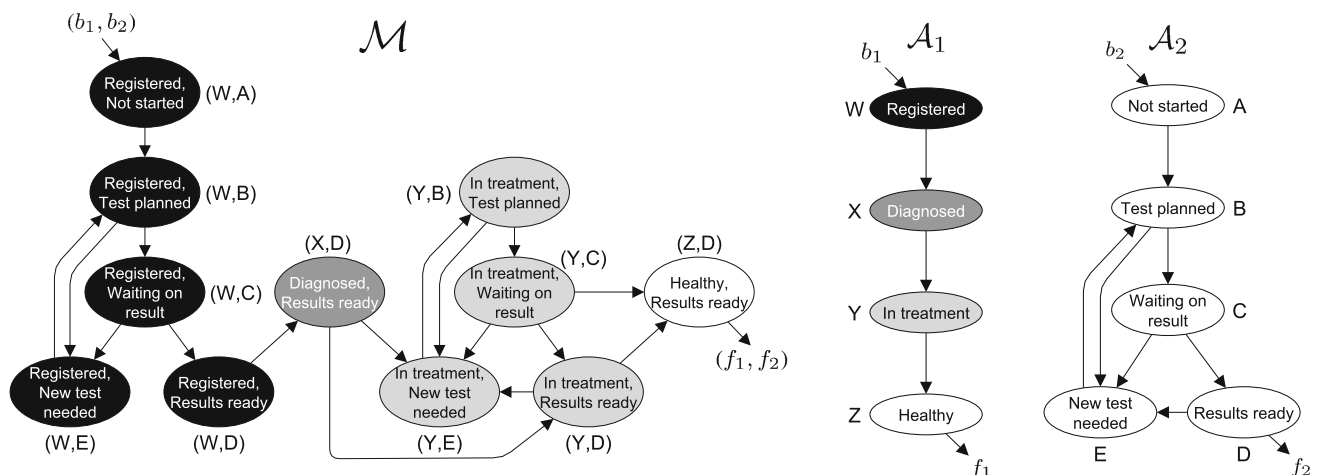 (b₁, b₂)
M
Registered,
Not started
(W,A)
Registered,
Test planned
(W,B)
Registered,
Waiting on
result
(W,C)
Registered,
New test
needed
(W,E)
Registered,
Results ready
(W,D)
(X,D)
Diagnosed,
Results ready
(Y,B)
In treatment,
Test planned
(Y,C)
In treatment,
Waiting on
result
In treatment,
New test
needed
(Y,E)
In treatment,
Results ready
(Y,D)
(Z,D)
Healthy,
Results ready
(f₁, f₂)
A₁
b₁
W
Registered
X
Diagnosed
Y
In treatment
Z
Healthy
f₁
A₂
b₂
Not started
A
Test planned
B
Waiting on
result
C
New test
needed
E
Results ready
D
f₂